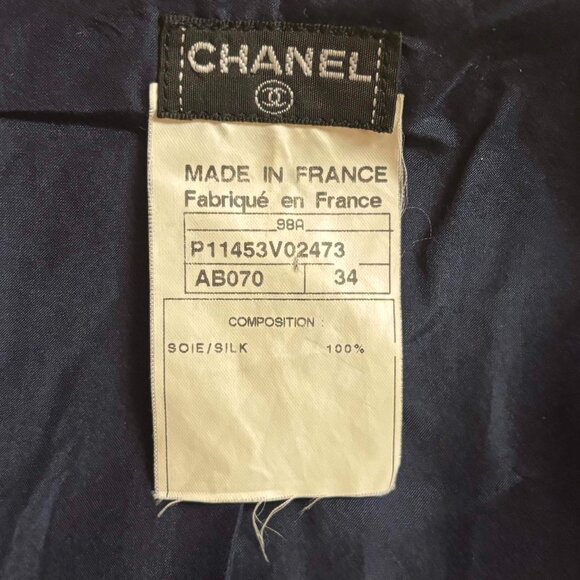 CHANEL
MADE IN FRANCE
Fabriqué en France
98A
P11453V02473
AB070 34
COMPOSITION :
SOIE/SILK 100%